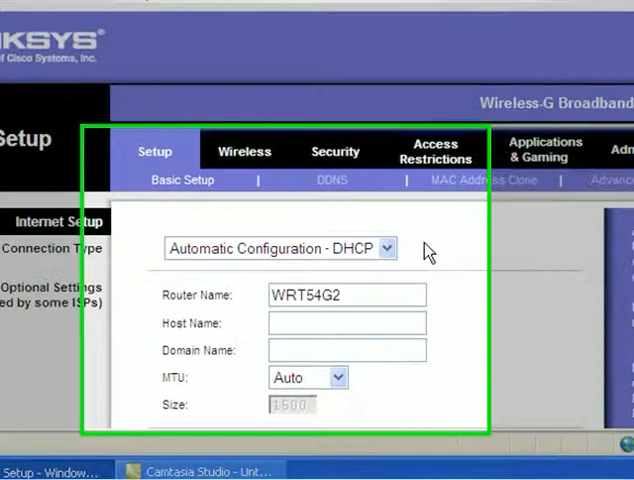 NKSYS®
of Cisco Systems, Inc.
Wireless-G Broadband
Setup
Setup Wireless Security Access Restrictions Applications & Gaming Adm
Basic Setup | DDNS | MAC Address Clone | Advance
Internet Setup
Connection Type Automatic Configuration - DHCP
Optional Settings
ed by some ISPs)
Router Name: WRT54G2
Host Name:
Domain Name:
MTU: Auto
Size: 1500
Setup - Window... Camtasia Studio - Unt...